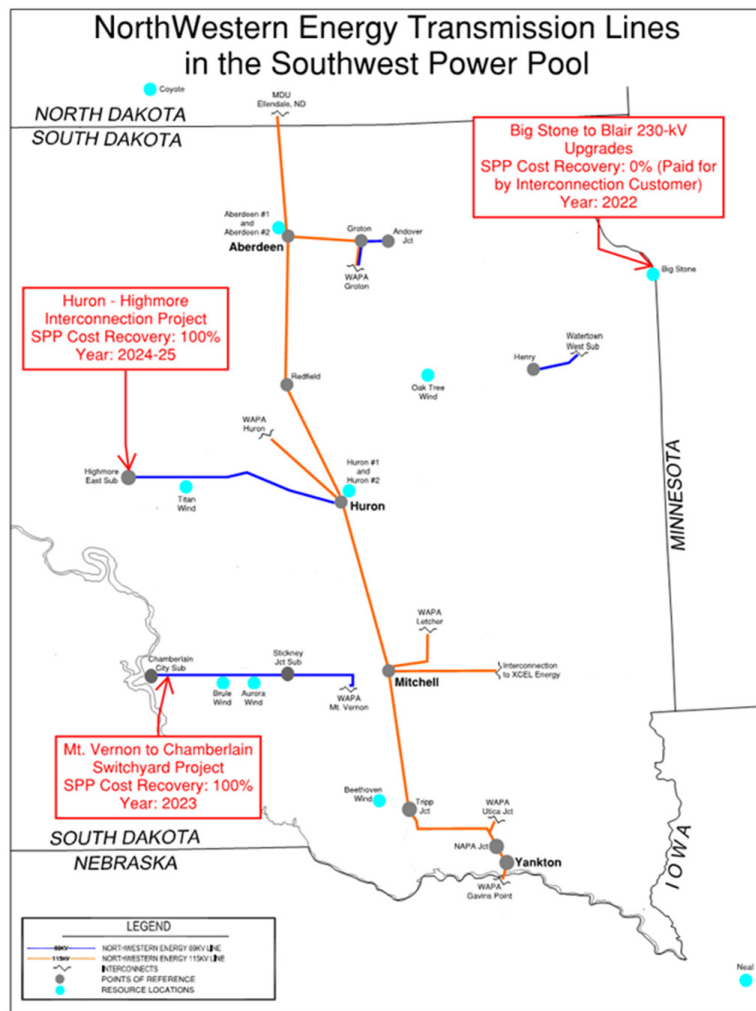 NorthWestern Energy Transmission Lines
in the Southwest Power Pool
Coyote
NORTH DAKOTA
SOUTH DAKOTA
MDU
Ellendale, ND
Big Stone to Blair 230-kV
Upgrades
SPP Cost Recovery: 0% (Paid for
by Interconnection Customer)
Year: 2022
Aberdeen #1
and
Aberdeen #2
Aberdeen
Groton
Andover
Jct
WAPA
Groton
Big Stone
Huron - Highmore
Interconnection Project
SPP Cost Recovery: 100%
Year: 2024-25
Redfield
Oak Tree
Wind
Henry
Watertown
West Sub
WAPA
Huron
Highmore
East Sub
Titan
Wind
Huron #1
and
Huron #2
Huron
MINNESOTA
WAPA
Letcher
Chamberlain
City Sub
Stickney
Jct Sub
Brule
Wind
Aurora
Wind
WAPA
Mt. Vernon
Mitchell
Interconnection
to XCEL Energy
Mt. Vernon to Chamberlain
Switchyard Project
SPP Cost Recovery: 100%
Year: 2023
Beethoven
Wind
Tripp
Jct
WAPA
Utica Jct
NAPA Jct
Yankton
WAPA
Gavins Point
SOUTH DAKOTA
NEBRASKA
IOWA
LEGEND
69KV NORTHWESTERN ENERGY 69KV LINE
115KV NORTHWESTERN ENERGY 115KV LINE
INTERCONNECTS
POINTS OF REFERENCE
RESOURCE LOCATIONS
Neal